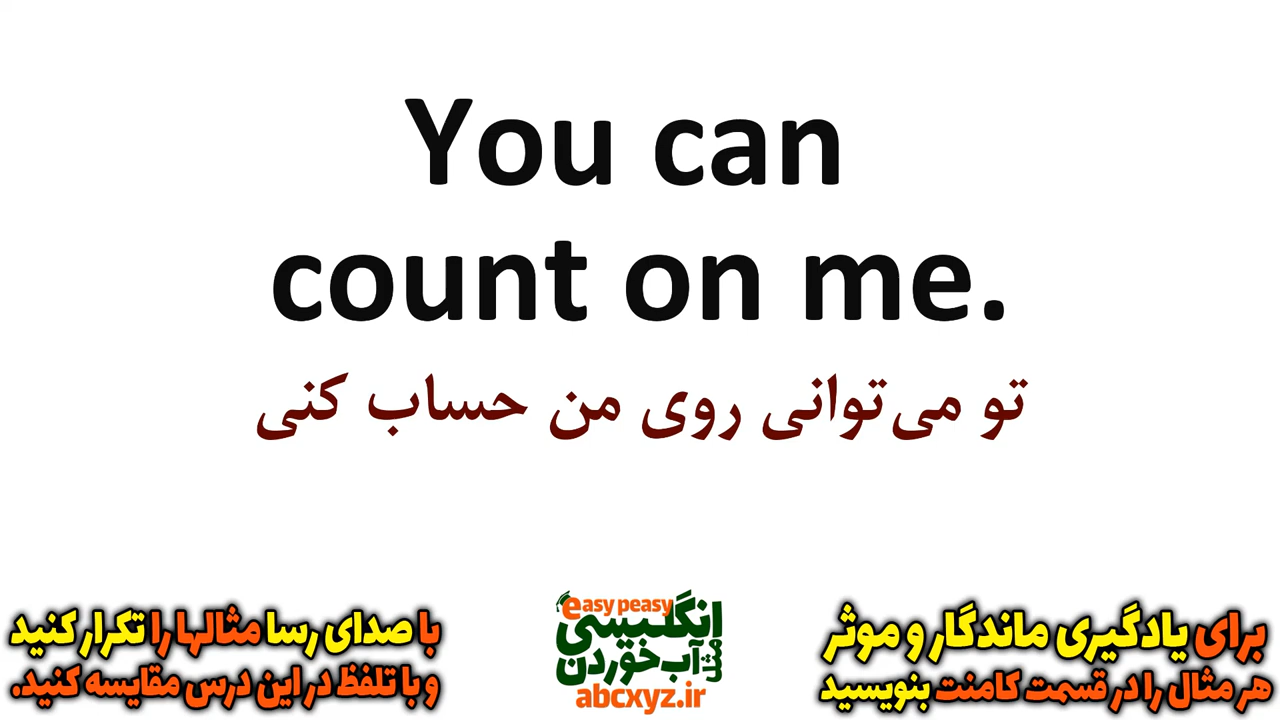 You can
count on me.
تو می‌توانی روی من حساب کنی
برای یادگیری ماندگار و موثر
هر مثال را در قسمت کامنت بنویسید
easy peasy
انگلیسی
مثل آب خوردن
abcxyz.ir
با صدای رسا مثالها را تکرار کنید
و با تلفظ در این درس مقایسه کنید.